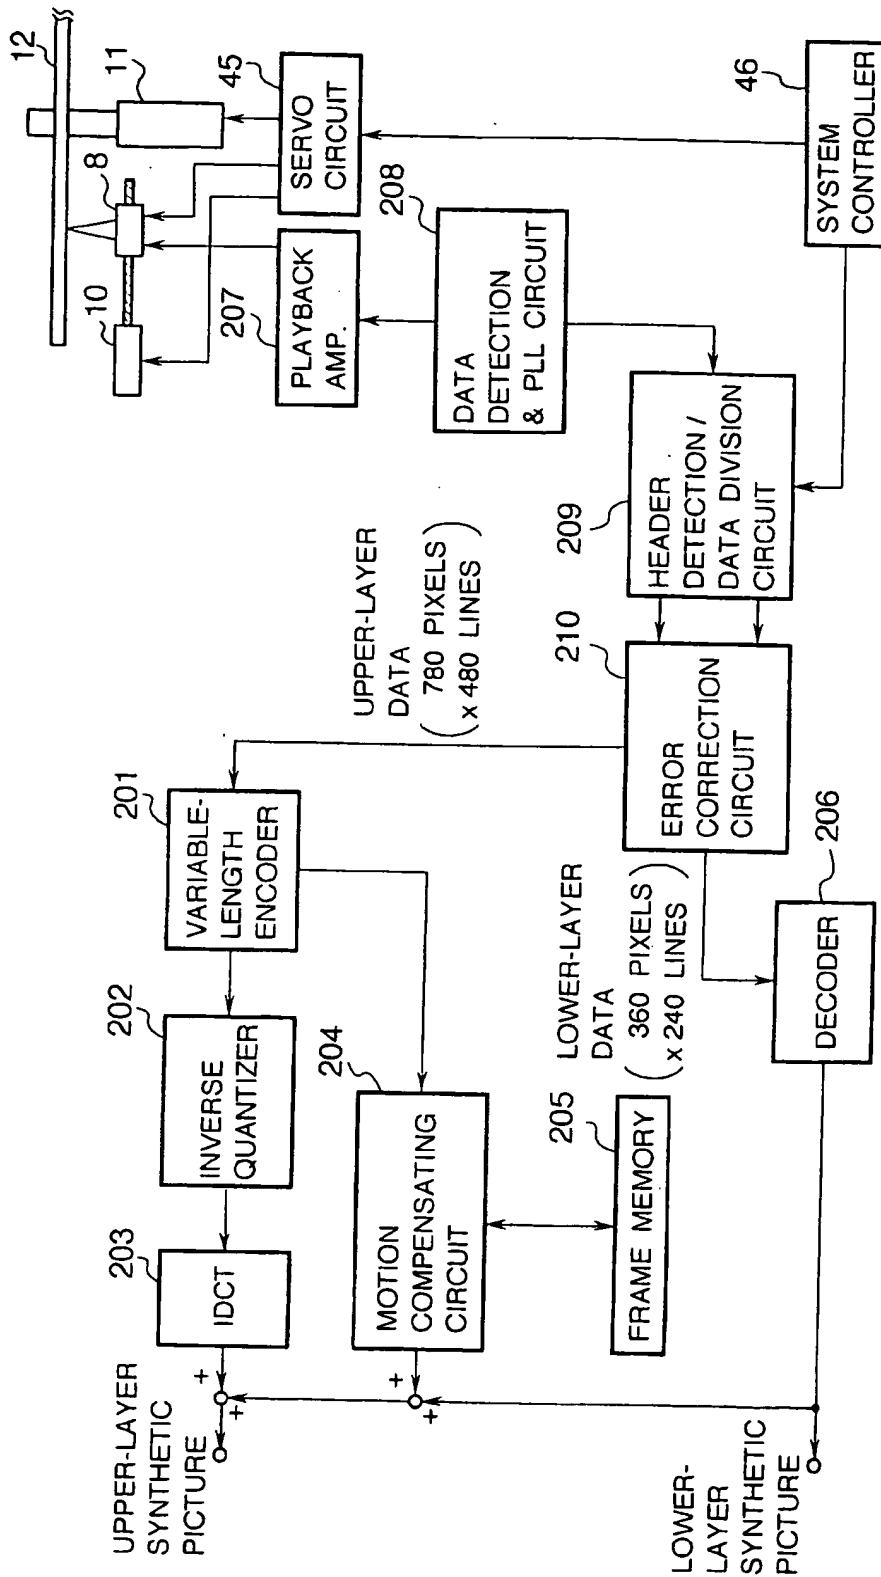 12
11
8
10
45
SERVO
CIRCUIT
207
PLAYBACK
AMP.
208
DATA
DETECTION
& PLL CIRCUIT
46
SYSTEM
CONTROLLER
209
HEADER
DETECTION /
DATA DIVISION
CIRCUIT
210
ERROR
CORRECTION
CIRCUIT
UPPER-LAYER
DATA
(780 PIXELS
x 480 LINES)
201
VARIABLE-
LENGTH
ENCODER
202
INVERSE
QUANTIZER
203
IDCT
204
MOTION
COMPENSATING
CIRCUIT
205
FRAME MEMORY
LOWER-LAYER
DATA
(360 PIXELS
x 240 LINES)
206
DECODER
+
+
+
+
UPPER-LAYER
SYNTHETIC
PICTURE
LOWER-
LAYER
SYNTHETIC
PICTURE